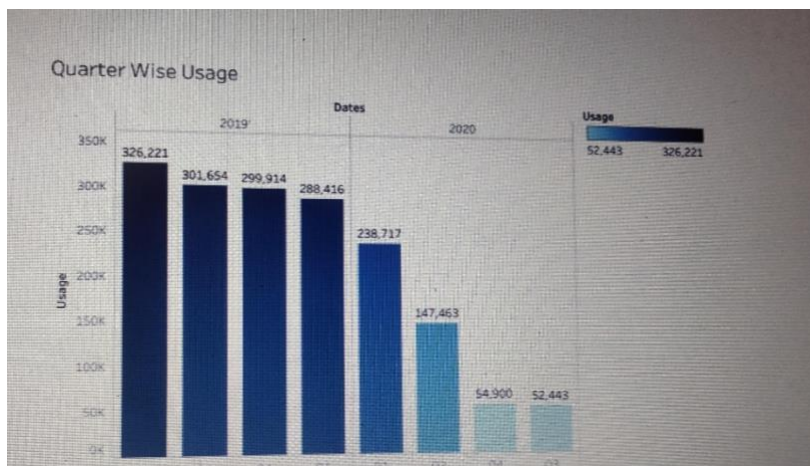 Quarter Wise Usage
Dates
2019
2020
Usage
52,443 326,221
350K
300K
250K
200K
150K
100K
50K
0K
Usage
326,221
301,654
299,914
288,416
238,717
147,463
54,900
52,443